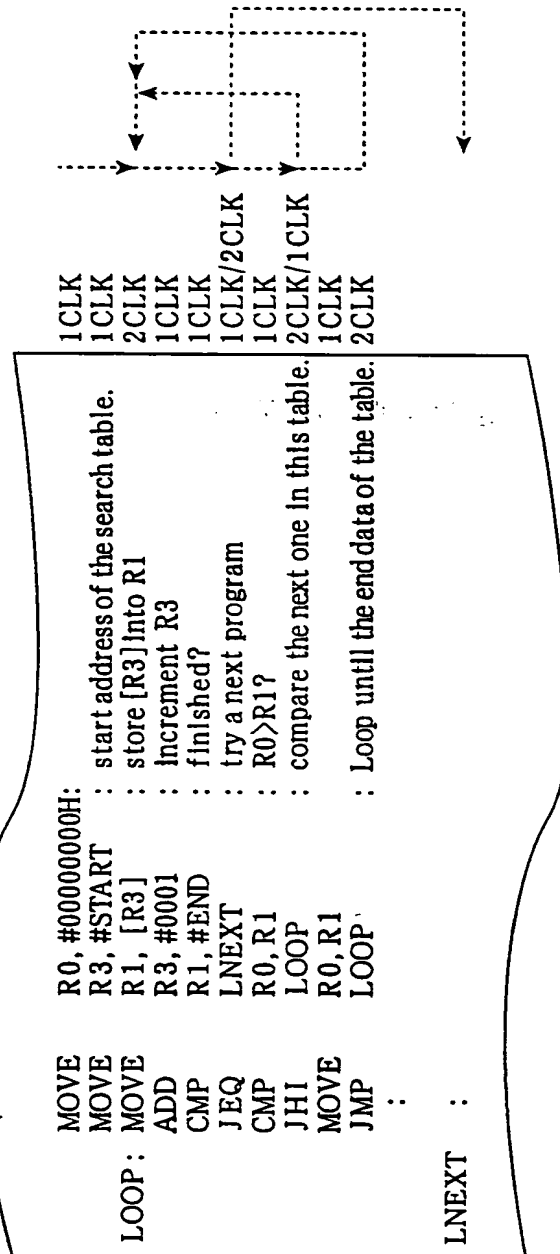 MOVE R0, #00000000H: 1CLK
MOVE R3, #START : start address of the search table. 1CLK
LOOP: MOVE R1, [R3] : store [R3] into R1 2CLK
ADD R3, #0001 : increment R3 1CLK
CMP R1, #END : finished? 1CLK
JEQ LNEXT : try a next program 1CLK/2CLK
CMP R0, R1 : R0>R1? 1CLK
JHI LOOP : compare the next one in this table. 2CLK/1CLK
MOVE R0, R1 1CLK
JMP LOOP : Loop until the end data of the table. 2CLK
:
LNEXT :